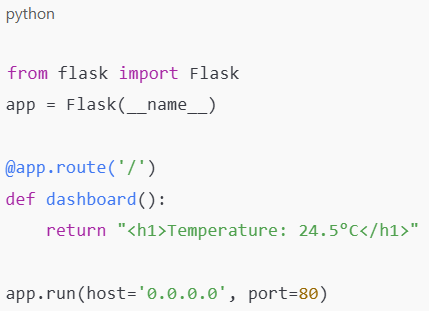 python
from flask import Flask
app = Flask(__name__)
@app.route('/')
def dashboard():
    return "<h1>Temperature: 24.5°C</h1>"
app.run(host='0.0.0.0', port=80)